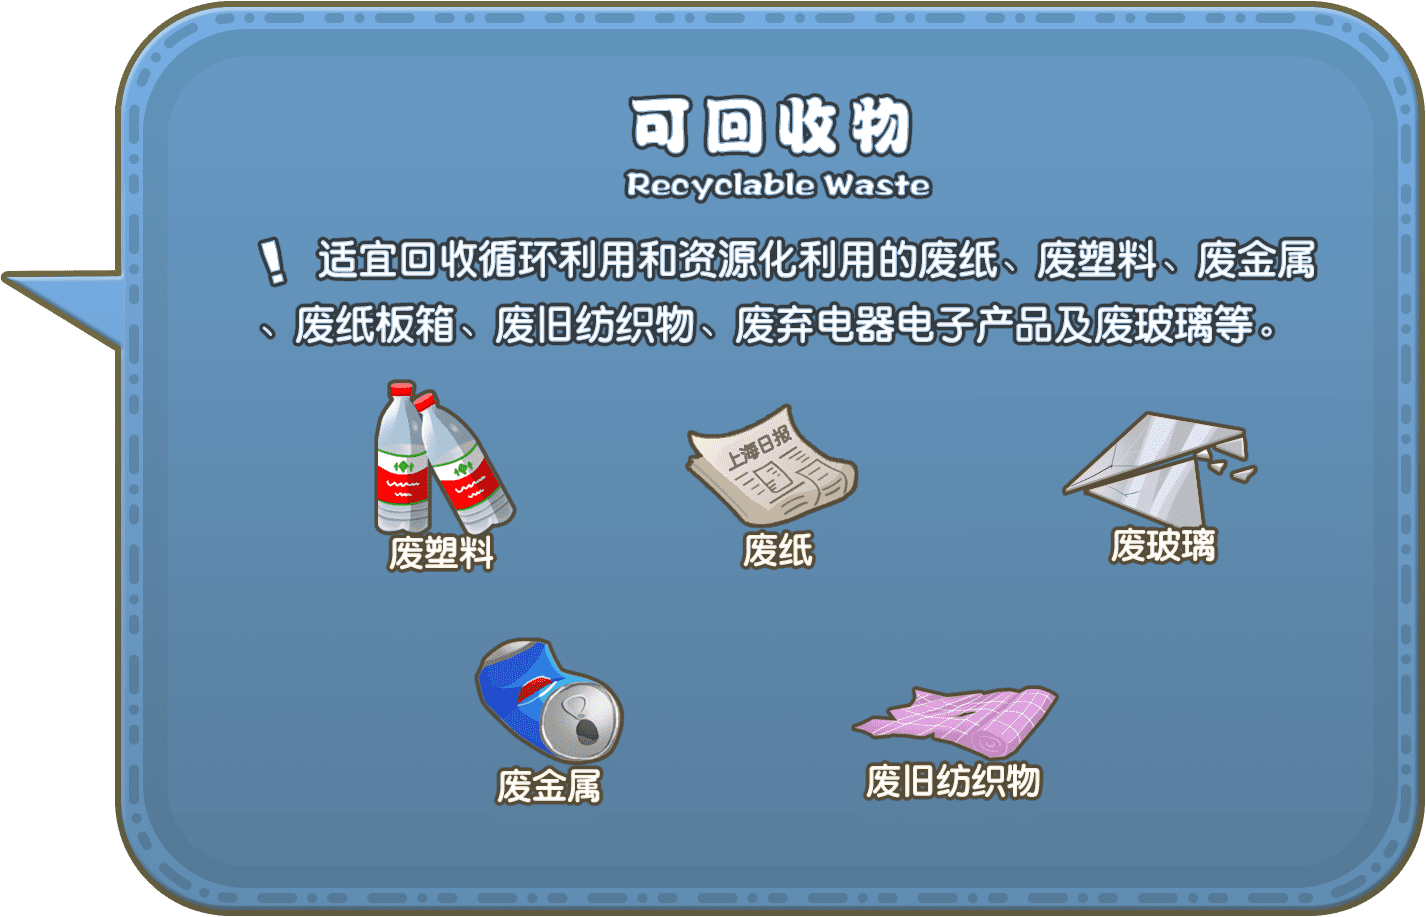 可回收物
Recyclable Waste
! 适宜回收循环利用和资源化利用的废纸、废塑料、废金属
、废纸板箱、废旧纺织物、废弃电器电子产品及废玻璃等。
上海日报
废塑料
废纸
废玻璃
废金属
废旧纺织物